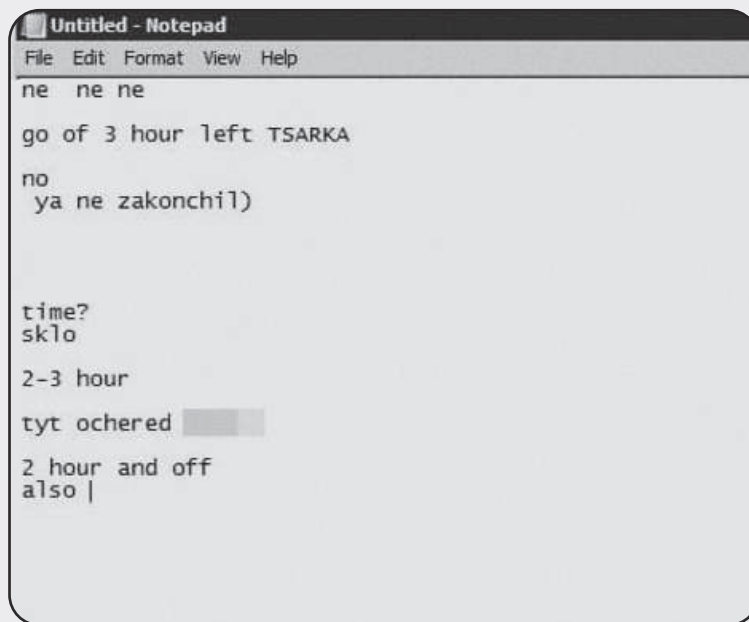 Untitled - Notepad
File Edit Format View Help
ne ne ne
go of 3 hour left TSARKA
no
ya ne zakonchil)
time?
sklo
2-3 hour
tyt ochered
2 hour and off
also